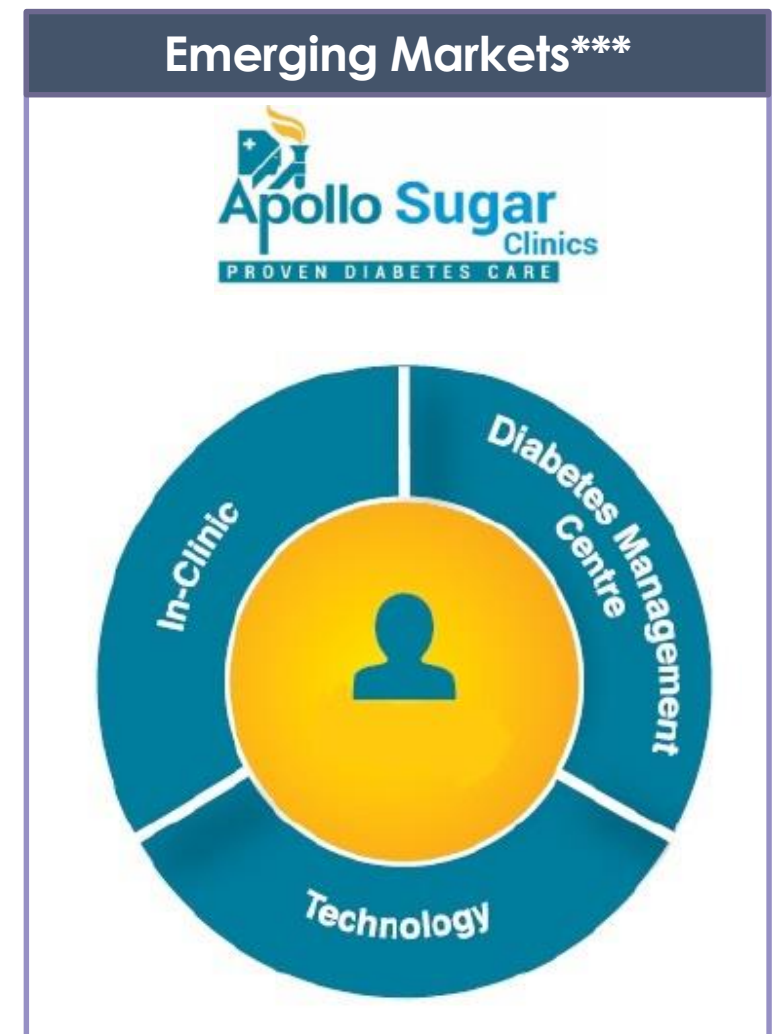 Emerging Markets***
Apollo Sugar
Clinics
PROVEN DIABETES CARE
Diabetes Management
Centre
In-Clinic
Technology